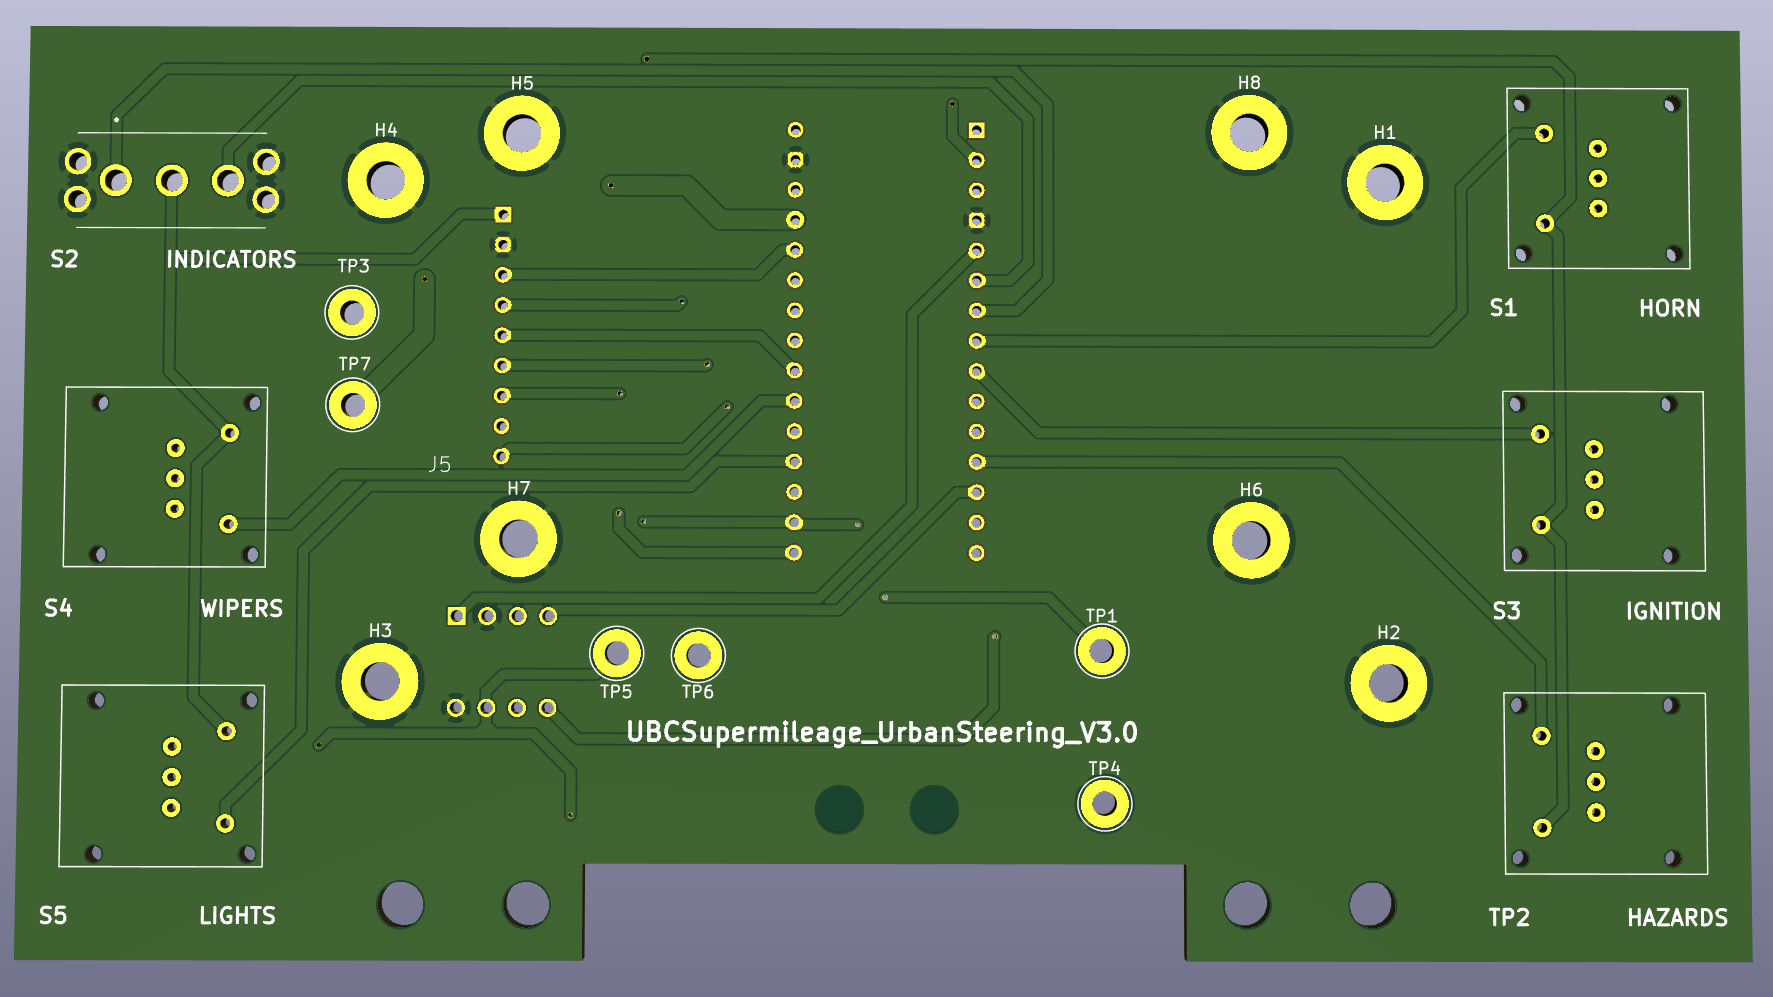 H5
H8
H4
H1
S2 INDICATORS
TP3
S1 HORN
TP7
J5
H7
H6
S4 WIPERS
S3 IGNITION
H3
TP1
H2
TP5 TP6
UBCSupermileage_UrbanSteering_V3.0
TP4
S5 LIGHTS
TP2 HAZARDS